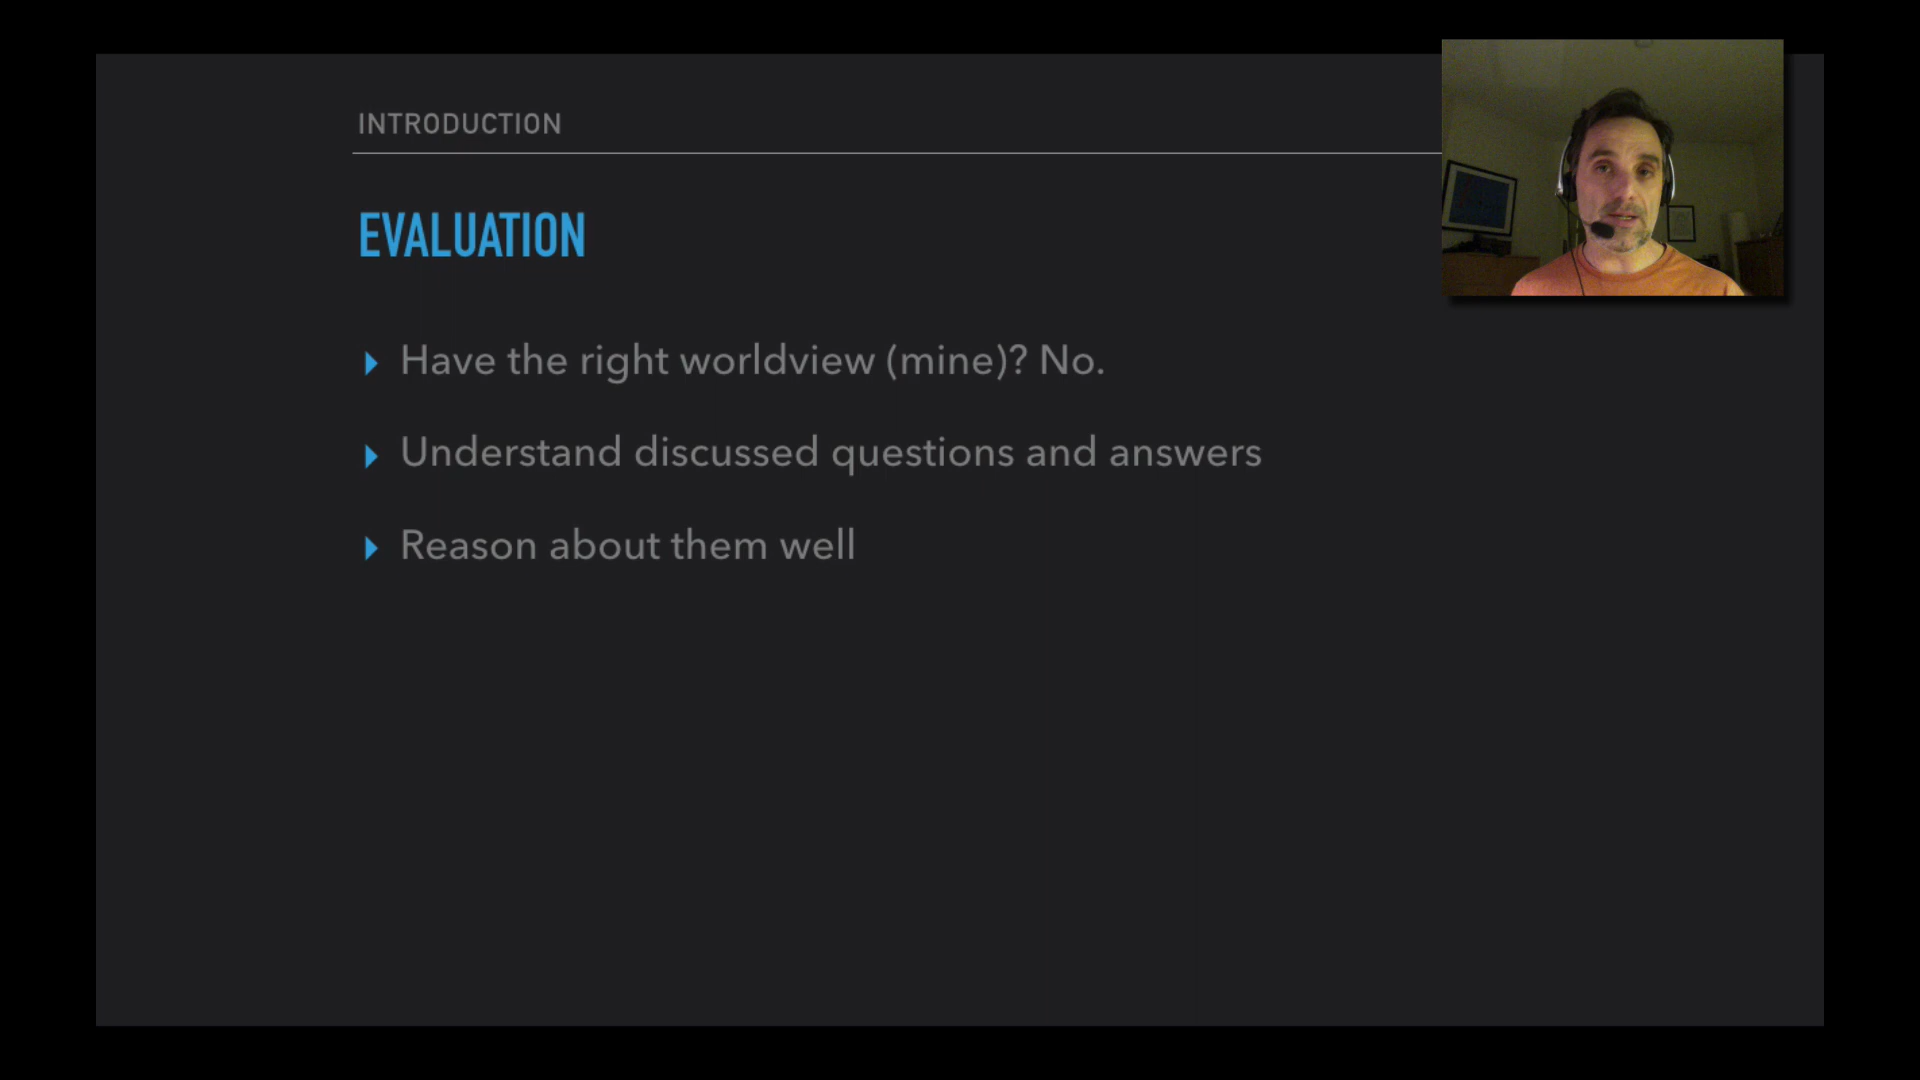 INTRODUCTION
EVALUATION
Have the right worldview (mine)? No.
Understand discussed questions and answers
Reason about them well